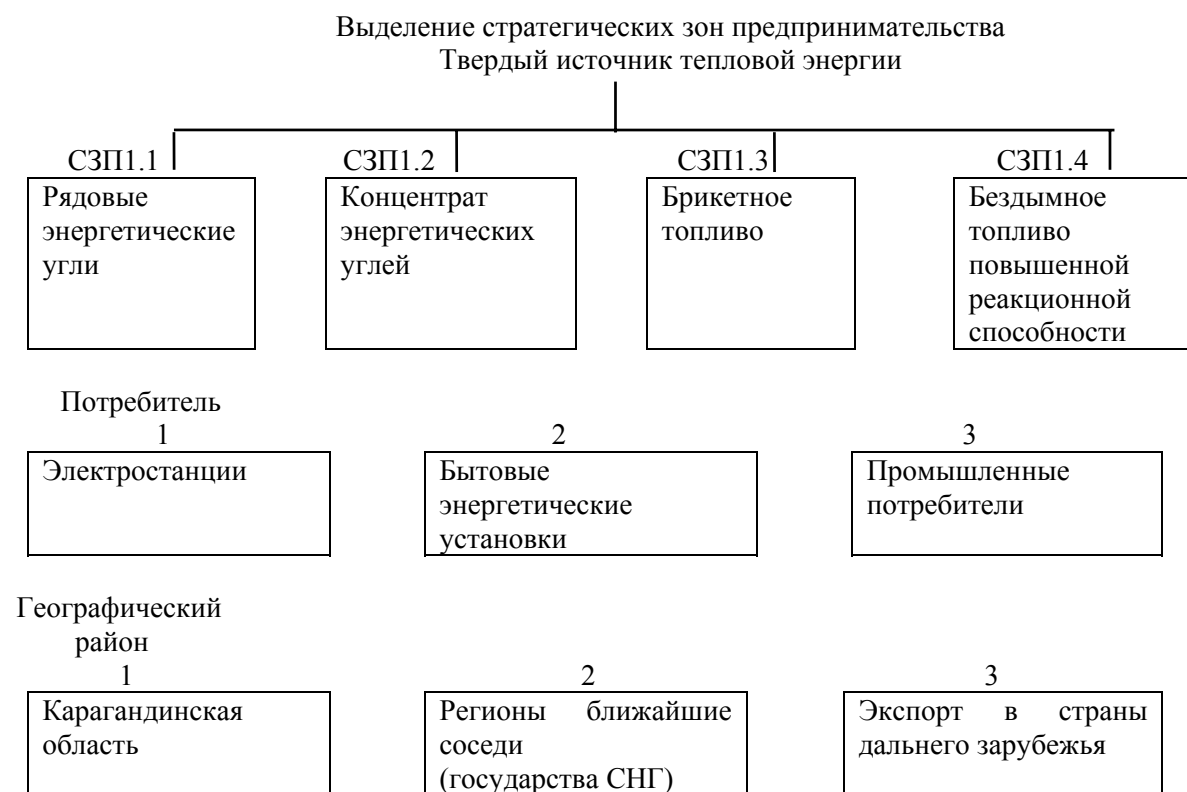 Выделение стратегических зон предпринимательства
Твердый источник тепловой энергии
СЗП1.1
СЗП1.2
СЗП1.3
СЗП1.4
Рядовые
энергетические
угли
Концентрат
энергетических
углей
Брикетное
топливо
Бездымное
топливо
повышенной
реакционной
способности
Потребитель
1
2
3
Электростанции
Бытовые
энергетические
установки
Промышленные
потребители
Географический
район
1
2
3
Карагандинская
область
Регионы ближайшие
соседи
(государства СНГ)
Экспорт в страны
дальнего зарубежья